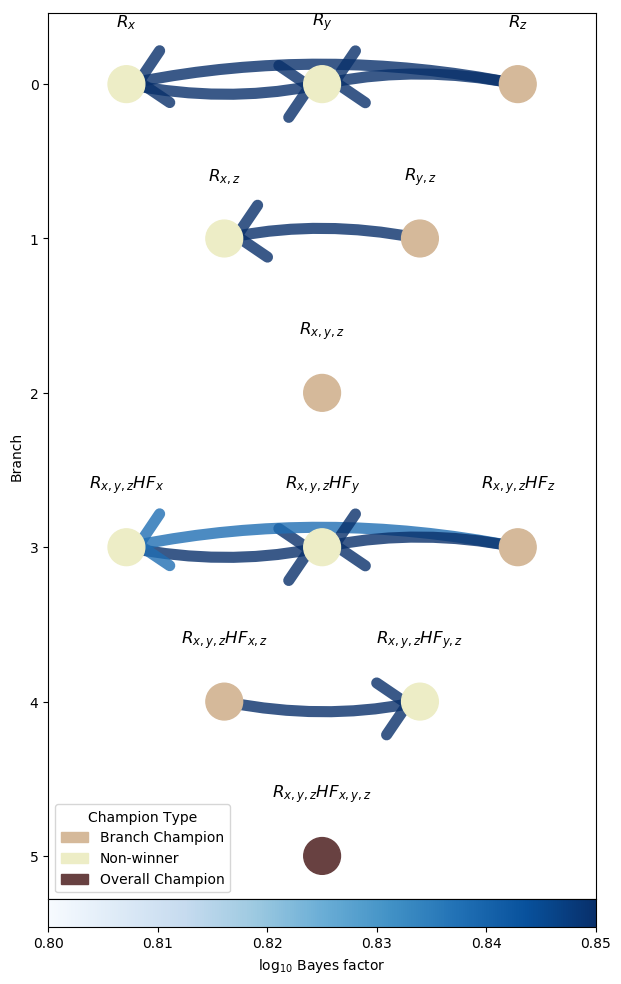 R_x R_y R_z
0
R_{x,z} R_{y,z}
1
R_{x,y,z}
2
Branch
R_{x,y,z}HF_x R_{x,y,z}HF_y R_{x,y,z}HF_z
3
R_{x,y,z}HF_{x,z} R_{x,y,z}HF_{y,z}
4
R_{x,y,z}HF_{x,y,z}
Champion Type
Branch Champion
Non-winner
Overall Champion
5
0.80 0.81 0.82 0.83 0.84 0.85
log_{10} Bayes factor